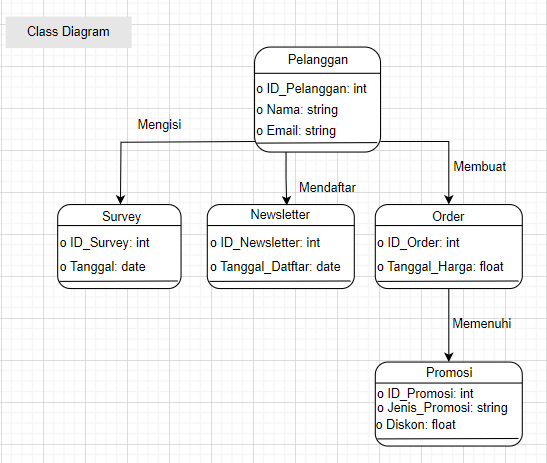 Class Diagram
Pelanggan
o ID_Pelanggan: int
o Nama: string
o Email: string
Mengisi
Mendaftar
Membuat
Survey
o ID_Survey: int
o Tanggal: date
Newsletter
o ID_Newsletter: int
o Tanggal_Datftar: date
Order
o ID_Order: int
o Tanggal_Harga: float
Memenuhi
Promosi
o ID_Promosi: int
o Jenis_Promosi: string
o Diskon: float